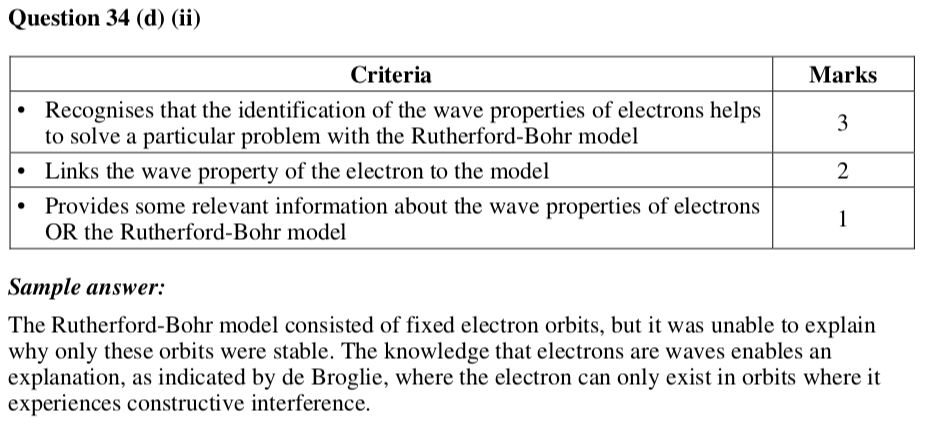 Question 34 (d) (ii)
Criteria Marks
• Recognises that the identification of the wave properties of electrons helps
to solve a particular problem with the Rutherford-Bohr model 3
• Links the wave property of the electron to the model 2
• Provides some relevant information about the wave properties of electrons
OR the Rutherford-Bohr model 1
Sample answer:
The Rutherford-Bohr model consisted of fixed electron orbits, but it was unable to explain
why only these orbits were stable. The knowledge that electrons are waves enables an
explanation, as indicated by de Broglie, where the electron can only exist in orbits where it
experiences constructive interference.